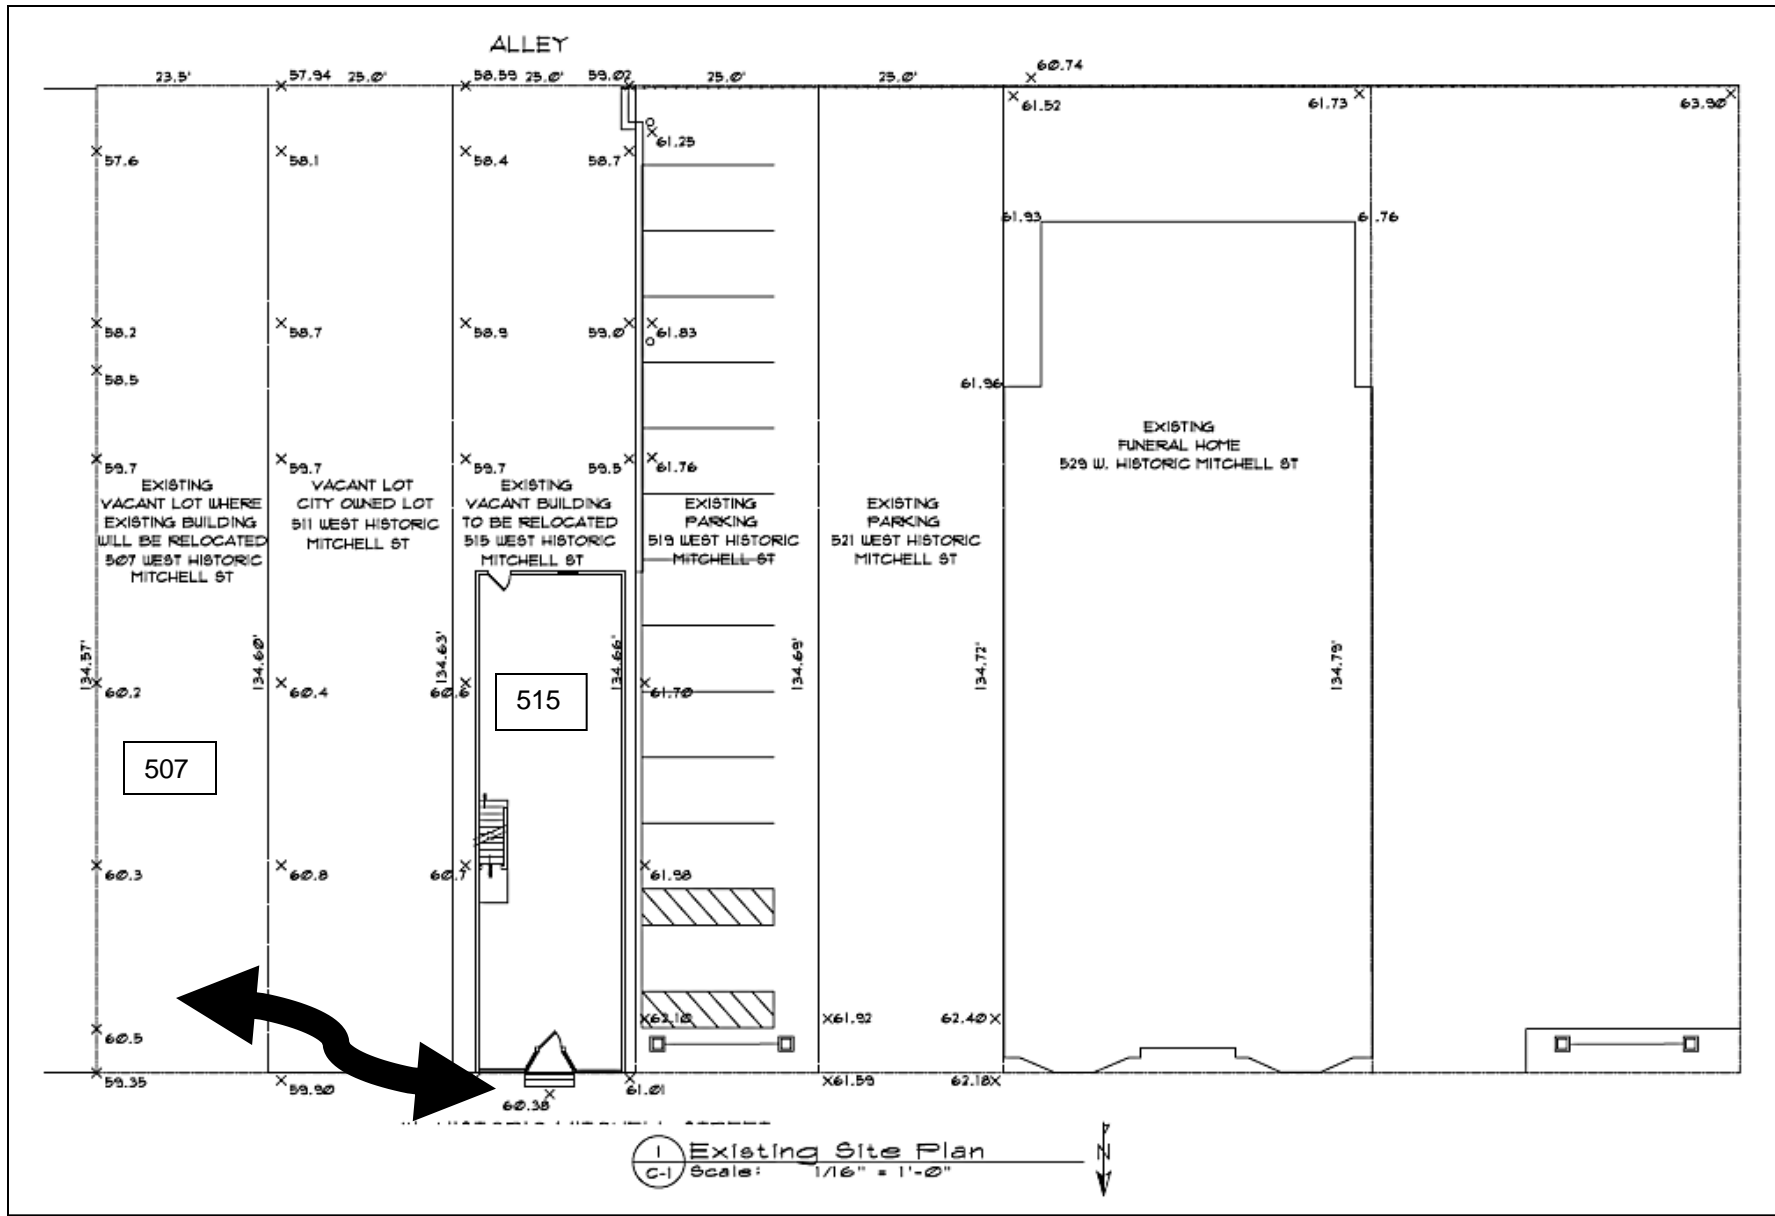 ALLEY
23.5'
57.94
25.0'
58.59
25.0'
59.02
25.0'
25.0'
60.74
61.52
61.73
63.90
61.25
57.6
58.1
58.4
58.7
61.93
61.76
58.2
58.7
58.9
59.0
61.83
58.5
61.96
EXISTING
FUNERAL HOME
529 W. HISTORIC MITCHELL ST
59.7
59.7
59.7
59.5
61.76
EXISTING
VACANT LOT WHERE
EXISTING BUILDING
WILL BE RELOCATED
507 WEST HISTORIC
MITCHELL ST
VACANT LOT
CITY OWNED LOT
511 WEST HISTORIC
MITCHELL ST
EXISTING
VACANT BUILDING
TO BE RELOCATED
515 WEST HISTORIC
MITCHELL ST
EXISTING
PARKING
519 WEST HISTORIC
MITCHELL ST
EXISTING
PARKING
521 WEST HISTORIC
MITCHELL ST
134.57'
134.60'
134.63'
134.66'
134.69'
134.72'
134.79'
60.2
60.4
60.6
61.70
515
507
60.3
60.8
60.7
61.98
60.5
62.10
61.92
62.40
59.35
59.90
60.38
61.01
61.59
62.18
1
C-1
Existing Site Plan
Scale: 1/16" = 1'-0"
N